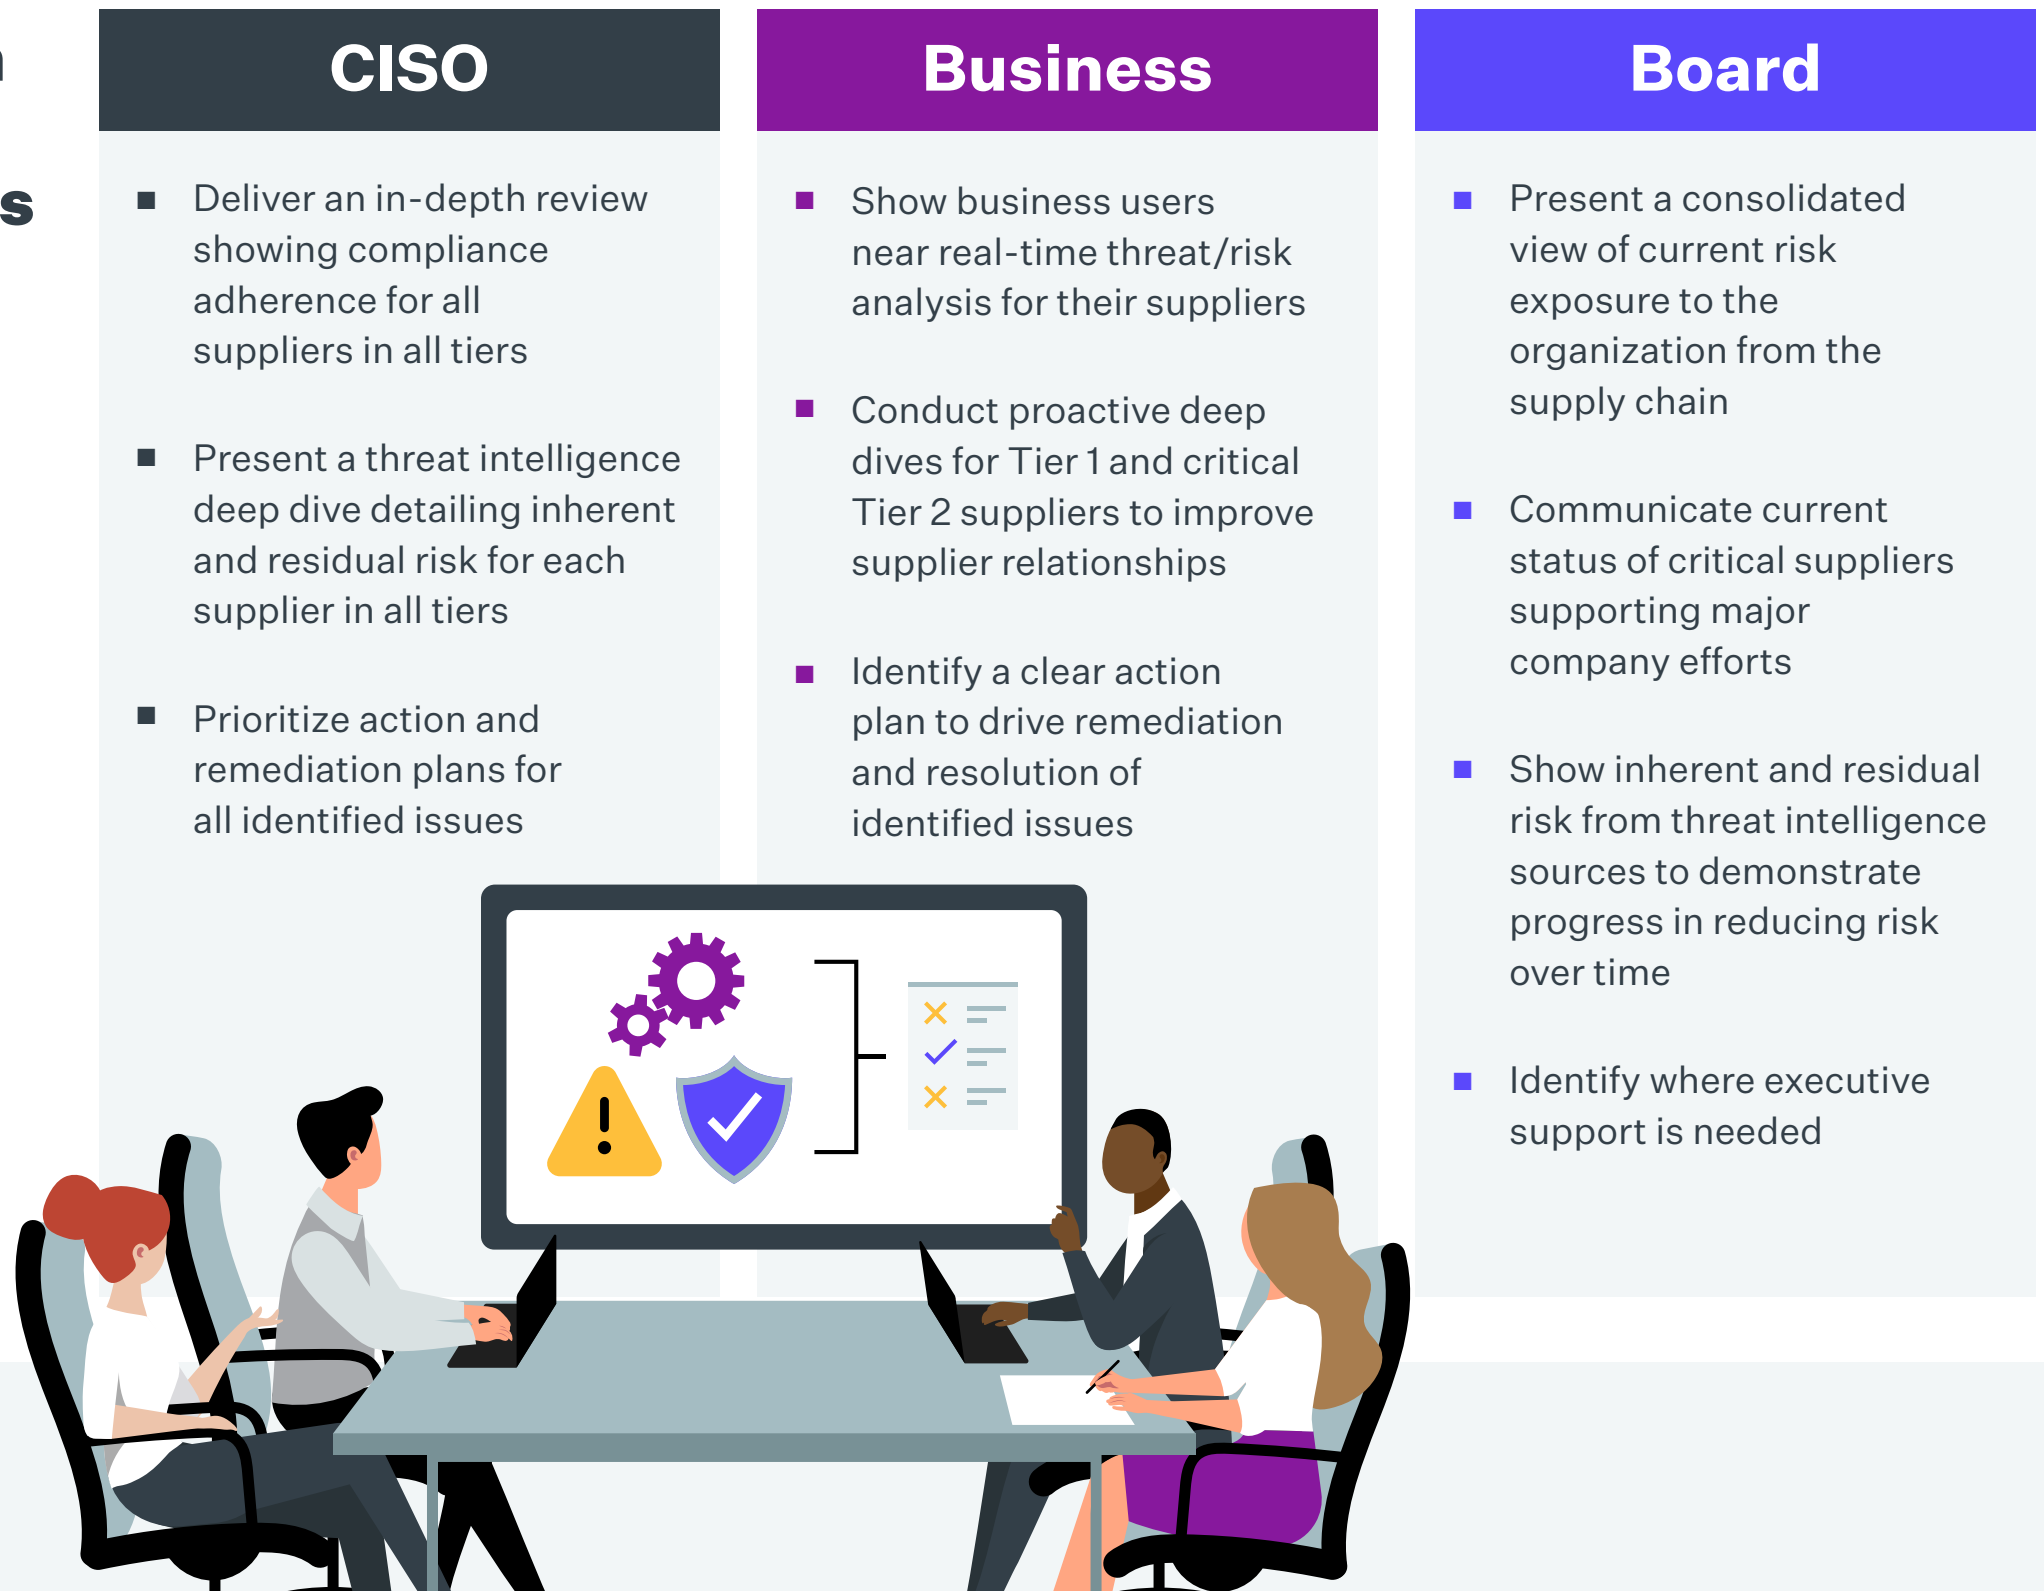 CISO
Deliver an in-depth review
showing compliance
adherence for all
suppliers in all tiers
Present a threat intelligence
deep dive detailing inherent
and residual risk for each
supplier in all tiers
Prioritize action and
remediation plans for
all identified issues
Business
Show business users
near real-time threat/risk
analysis for their suppliers
Conduct proactive deep
dives for Tier 1 and critical
Tier 2 suppliers to improve
supplier relationships
Identify a clear action
plan to drive remediation
and resolution of
identified issues
Board
Present a consolidated
view of current risk
exposure to the
organization from the
supply chain
Communicate current
status of critical suppliers
supporting major
company efforts
Show inherent and residual
risk from threat intelligence
sources to demonstrate
progress in reducing risk
over time
Identify where executive
support is needed